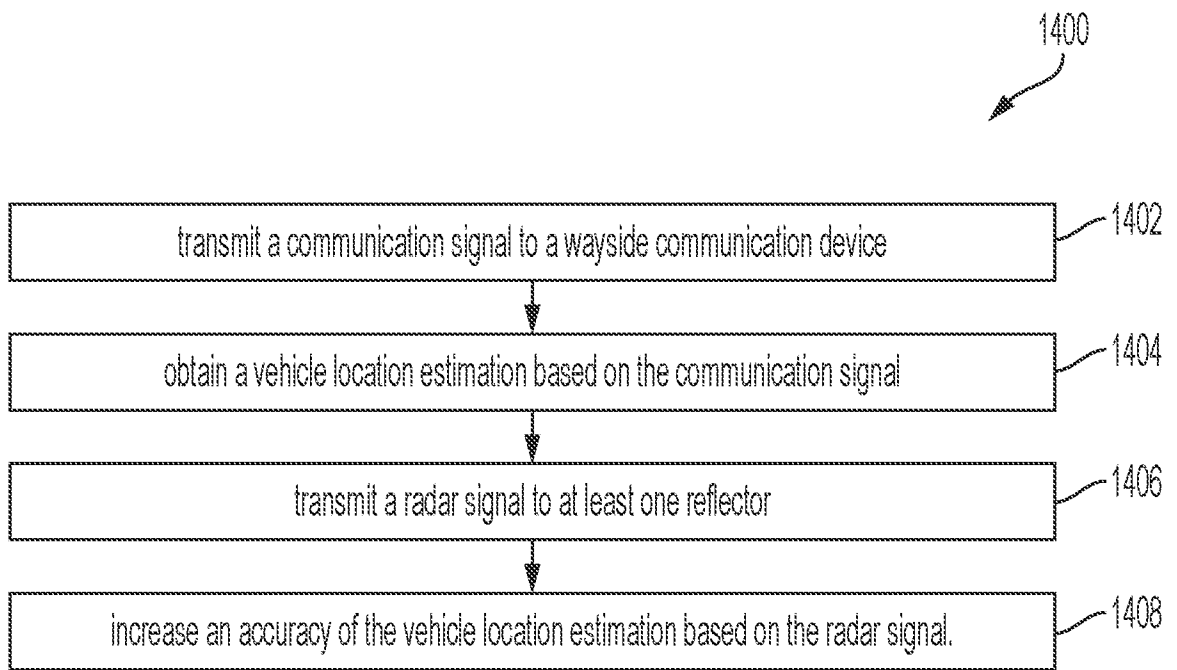 1400
transmit a communication signal to a wayside communication device
1402
obtain a vehicle location estimation based on the communication signal
1404
transmit a radar signal to at least one reflector
1406
increase an accuracy of the vehicle location estimation based on the radar signal.
1408